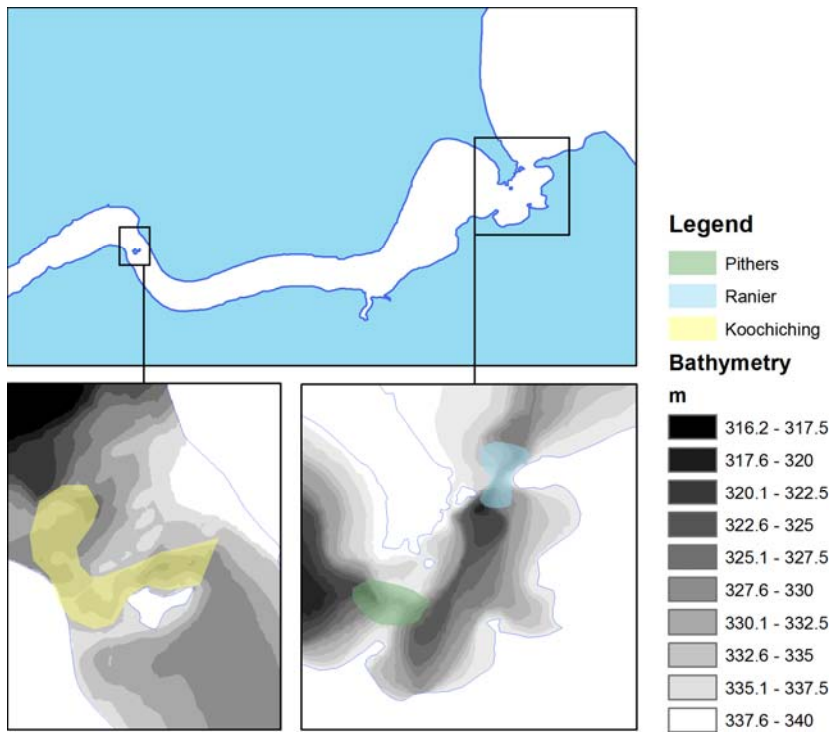 Legend
Pithers
Ranier
Koochiching
Bathymetry
m
316.2 - 317.5
317.6 - 320
320.1 - 322.5
322.6 - 325
325.1 - 327.5
327.6 - 330
330.1 - 332.5
332.6 - 335
335.1 - 337.5
337.6 - 340